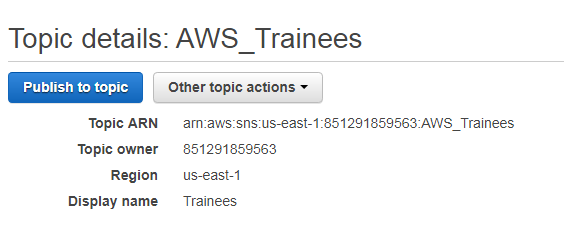 Topic details: AWS_Trainees
Publish to topic Other topic actions
Topic ARN arn:aws:sns:us-east-1:851291859563:AWS_Trainees
Topic owner 851291859563
Region us-east-1
Display name Trainees